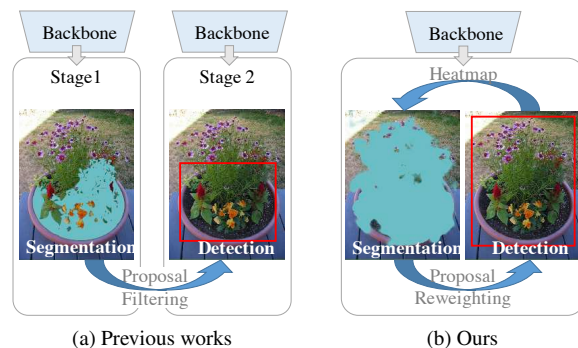 Backbone
Backbone
Backbone
Stage1
Stage 2
Heatmap
Segmentation
Detection
Segmentation
Detection
Proposal
Filtering
Proposal
Reweighting
(a) Previous works
(b) Ours